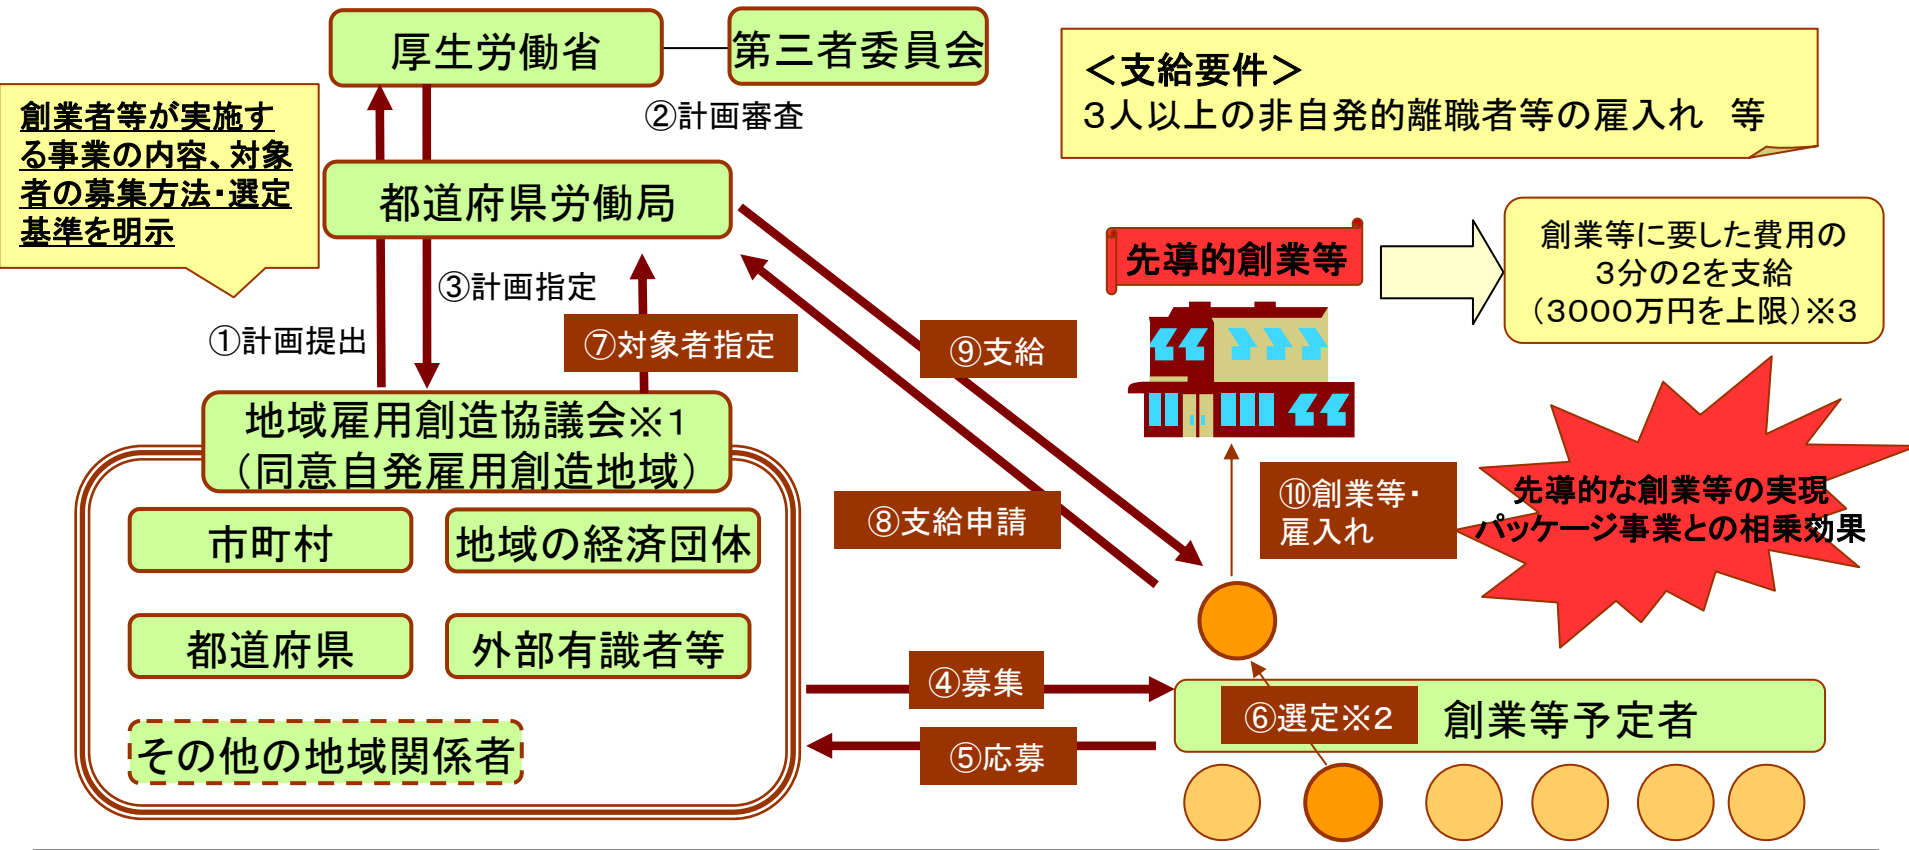 厚生労働省
第三者委員会
＜支給要件＞
３人以上の非自発的離職者等の雇入れ　等
創業者等が実施す
る事業の内容、対象
者の募集方法・選定
基準を明示
②計画審査
都道府県労働局
③計画指定
①計画提出
⑦対象者指定
⑨支給
先導的創業等
創業等に要した費用の
３分の２を支給
（３０００万円を上限）※３
地域雇用創造協議会※１
（同意自発雇用創造地域）
市町村
地域の経済団体
都道府県
外部有識者等
その他の地域関係者
⑧支給申請
⑩創業等・
雇入れ
先導的な創業等の実現
パッケージ事業との相乗効果
④募集
⑤応募
⑥選定※２
創業等予定者